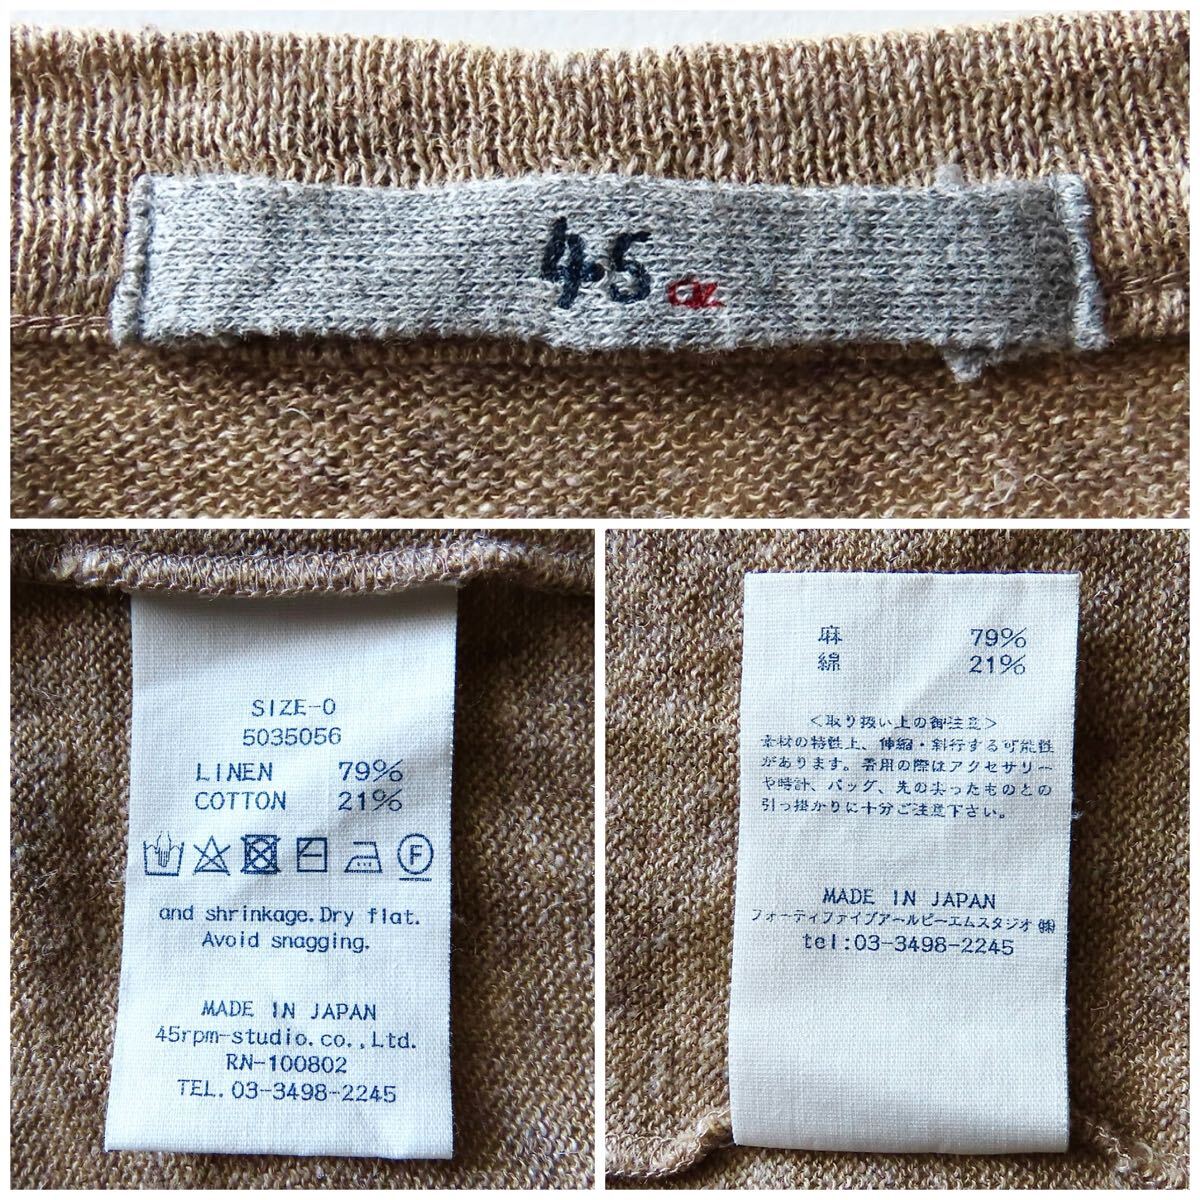 45
SIZE-0
5035056
LINEN 79%
COTTON 21%
F
and shrinkage.Dry flat.
Avoid snagging.
MADE IN JAPAN
45rpm-studio.co.,Ltd.
RN-100802
TEL.03-3498-2245
麻 79%
綿 21%
<取り扱い上の御注意>
素材の特性上、伸縮・斜行する可能性
があります。着用の際はアクセサリー
や時計、バッグ、先の尖ったものとの
引っ掛かりに十分ご注意下さい。
MADE IN JAPAN
フォーティファイブアールピーエムスタジオ㈱
tel:03-3498-2245